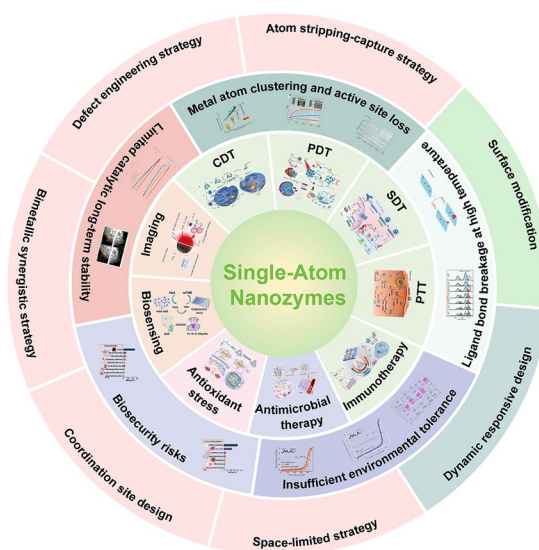 Defect engineering strategy
Atom stripping-capture strategy
Surface modification
Dynamic responsive design
Space-limited strategy
Coordination site design
Bimetallic synergistic strategy
Limited catalytic long-term stability
Metal atom clustering and active site loss
Ligand bond breakage at high temperature
Insufficient environmental tolerance
Biosecurity risks
CDT
PDT
SDT
PTT
Immunotherapy
Antimicrobial
therapy
Antioxidant
stress
Biosensing
Imaging
Single-Atom
Nanozymes